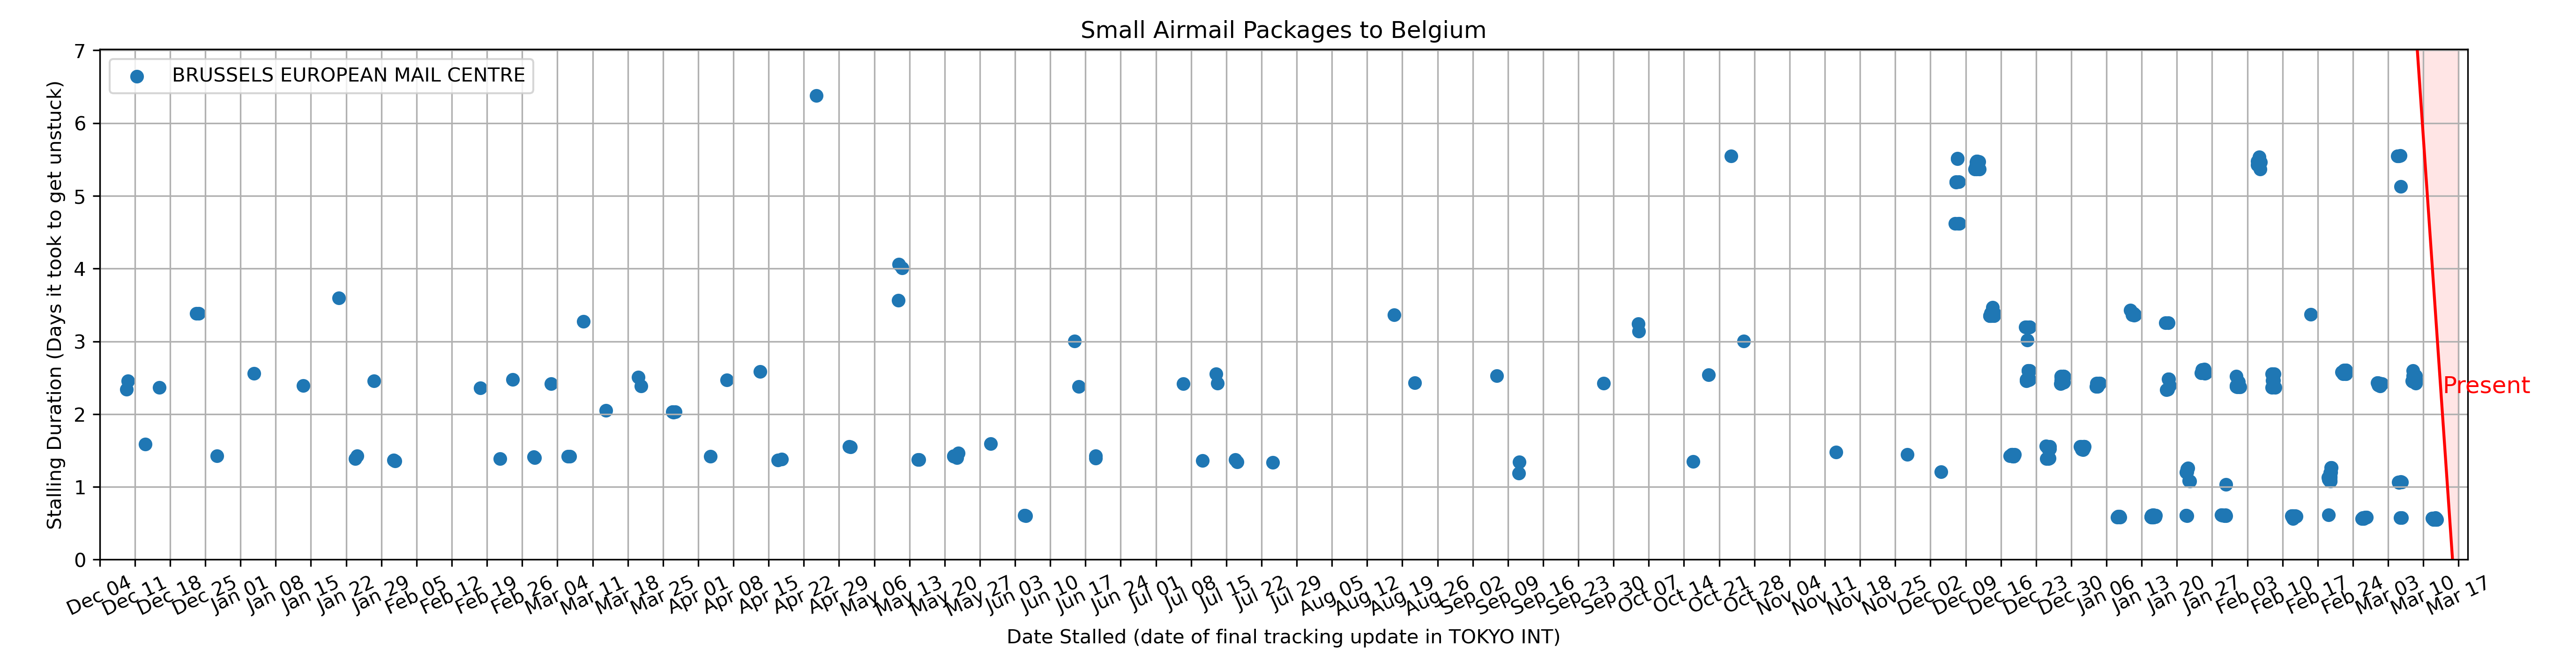 Small Airmail Packages to Belgium
BRUSSELS EUROPEAN MAIL CENTRE
Stalling Duration (Days it took to get unstuck)
7
6
5
4
3
2
1
0
Present
Dec 04
Dec 11
Dec 18
Dec 25
Jan 01
Jan 08
Jan 15
Jan 22
Jan 29
Feb 05
Feb 12
Feb 19
Feb 26
Mar 04
Mar 11
Mar 18
Mar 25
Apr 01
Apr 08
Apr 15
Apr 22
Apr 29
May 06
May 13
May 20
May 27
Jun 03
Jun 10
Jun 17
Jun 24
Jul 01
Jul 08
Jul 15
Jul 22
Jul 29
Aug 05
Aug 12
Aug 19
Aug 26
Sep 02
Sep 09
Sep 16
Sep 23
Sep 30
Oct 07
Oct 14
Oct 21
Oct 28
Nov 04
Nov 11
Nov 18
Nov 25
Dec 02
Dec 09
Dec 16
Dec 23
Dec 30
Jan 06
Jan 13
Jan 20
Jan 27
Feb 03
Feb 10
Feb 17
Feb 24
Mar 03
Mar 10
Mar 17
Date Stalled (date of final tracking update in TOKYO INT)